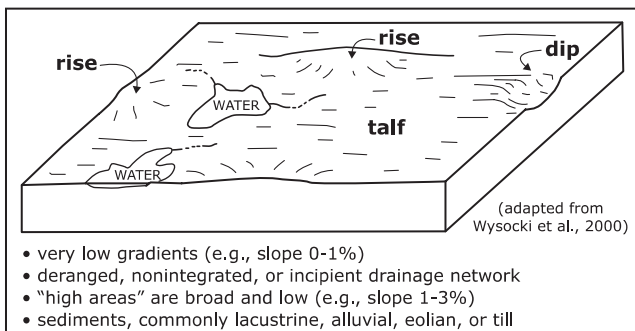 rise
rise
dip
WATER
talf
WATER
(adapted from
Wysocki et al., 2000)
• very low gradients (e.g., slope 0-1%)
• deranged, nonintegrated, or incipient drainage network
• “high areas” are broad and low (e.g., slope 1-3%)
• sediments, commonly lacustrine, alluvial, eolian, or till